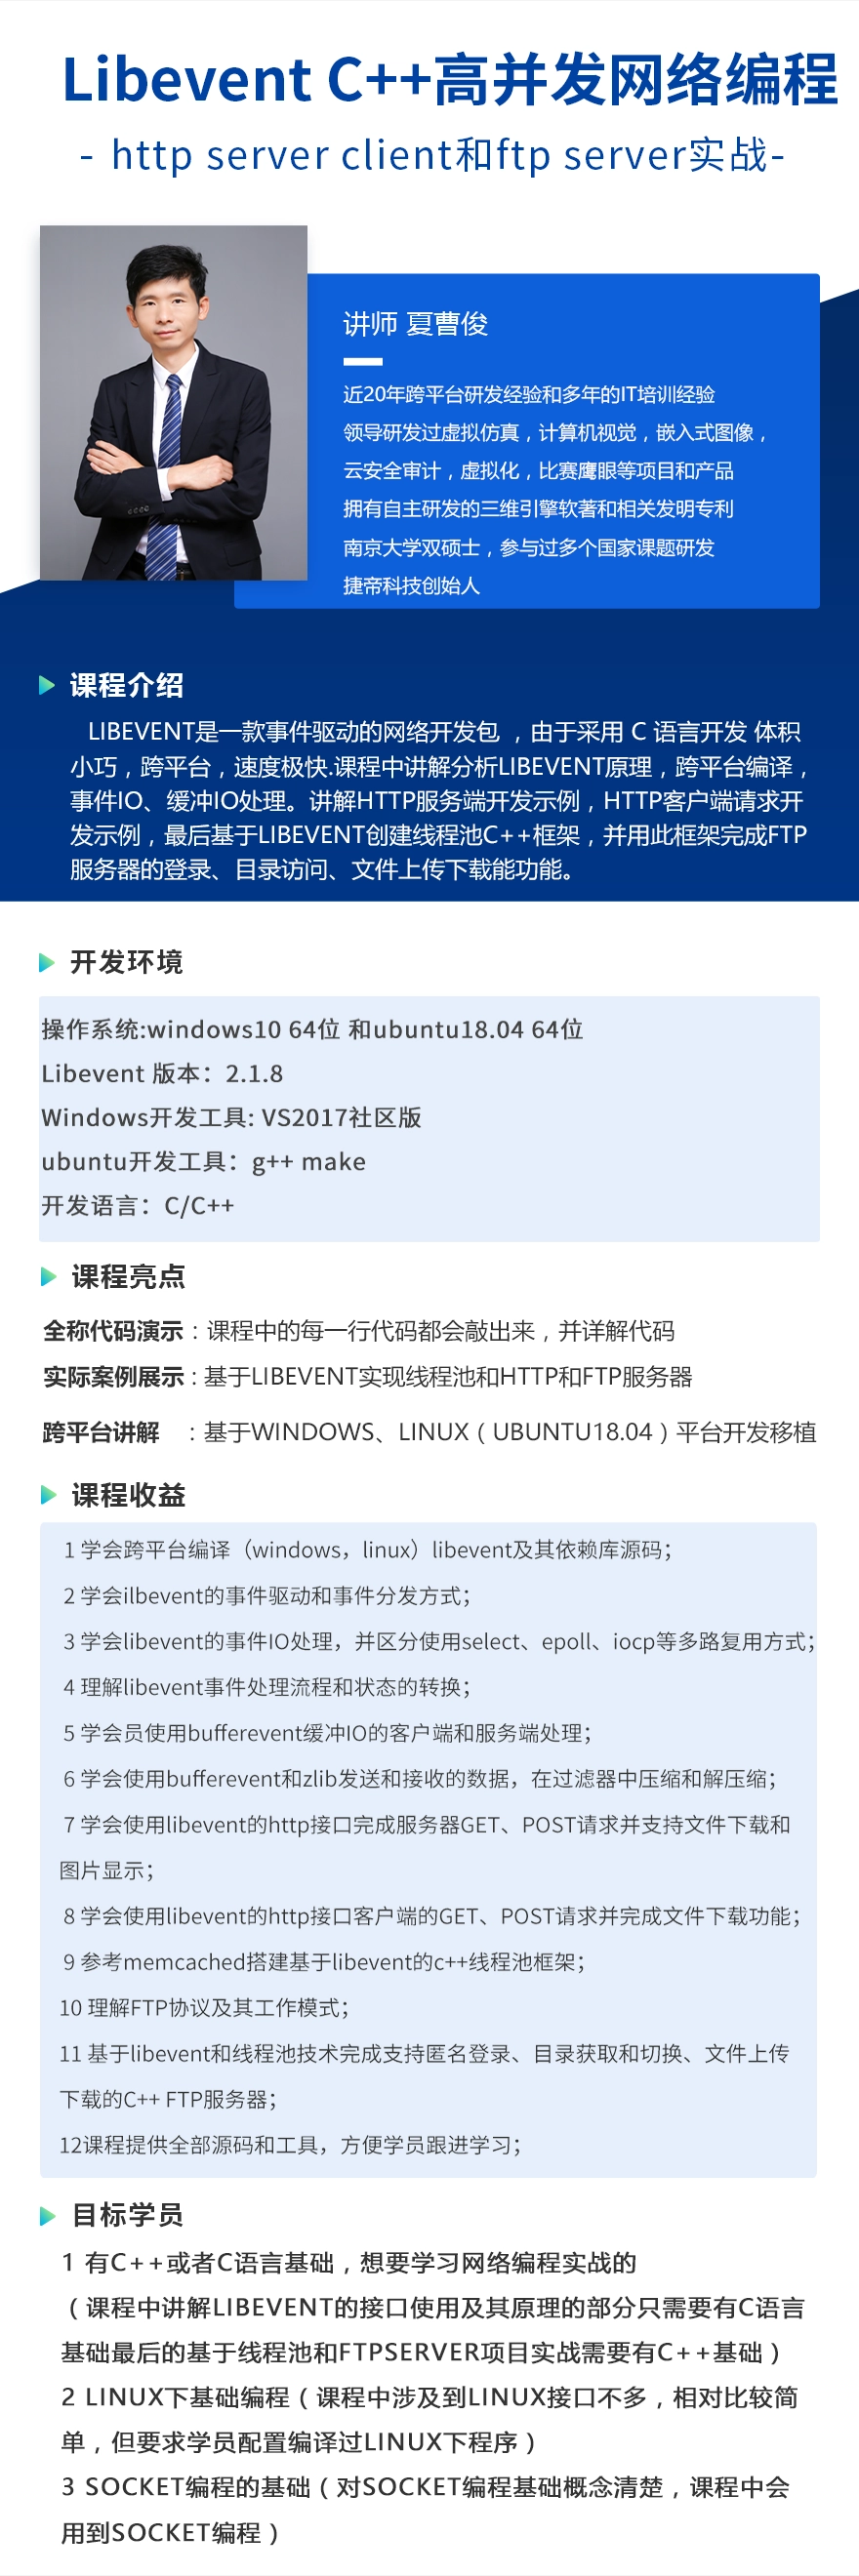 Libevent C++高并发网络编程
- http server client和ftp server实战-
讲师 夏曹俊
近20年跨平台研发经验和多年的IT培训经验
领导研发过虚拟仿真，计算机视觉，嵌入式图像，
云安全审计，虚拟化，比赛鹰眼等项目和产品
拥有自主研发的三维引擎软著和相关发明专利
南京大学双硕士，参与过多个国家课题研发
捷帝科技创始人
课程介绍
LIBEVENT是一款事件驱动的网络开发包 ，由于采用 C 语言开发 体积
小巧，跨平台，速度极快.课程中讲解分析LIBEVENT原理，跨平台编译，
事件IO、缓冲IO处理。讲解HTTP服务端开发示例，HTTP客户端请求开
发示例，最后基于LIBEVENT创建线程池C++框架，并用此框架完成FTP
服务器的登录、目录访问、文件上传下载能功能。
开发环境
操作系统:windows10 64位 和ubuntu18.04 64位
Libevent 版本：2.1.8
Windows开发工具: VS2017社区版
ubuntu开发工具：g++ make
开发语言：C/C++
课程亮点
全称代码演示：课程中的每一行代码都会敲出来，并详解代码
实际案例展示：基于LIBEVENT实现线程池和HTTP和FTP服务器
跨平台讲解 ：基于WINDOWS、LINUX（UBUNTU18.04）平台开发移植
课程收益
1 学会跨平台编译（windows，linux）libevent及其依赖库源码；
2 学会ilbevent的事件驱动和事件分发方式；
3 学会libevent的事件IO处理，并区分使用select、epoll、iocp等多路复用方式；
4 理解libevent事件处理流程和状态的转换；
5 学会员使用bufferevent缓冲IO的客户端和服务端处理；
6 学会使用bufferevent和zlib发送和接收的数据，在过滤器中压缩和解压缩；
7 学会使用libevent的http接口完成服务器GET、POST请求并支持文件下载和
图片显示；
8 学会使用libevent的http接口客户端的GET、POST请求并完成文件下载功能；
9 参考memcached搭建基于libevent的c++线程池框架；
10 理解FTP协议及其工作模式；
11 基于libevent和线程池技术完成支持匿名登录、目录获取和切换、文件上传
下载的C++ FTP服务器；
12课程提供全部源码和工具，方便学员跟进学习；
目标学员
1 有C++或者C语言基础，想要学习网络编程实战的
（课程中讲解LIBEVENT的接口使用及其原理的部分只需要有C语言
基础最后的基于线程池和FTPSERVER项目实战需要有C++基础）
2 LINUX下基础编程（课程中涉及到LINUX接口不多，相对比较简
单，但要求学员配置编译过LINUX下程序）
3 SOCKET编程的基础（对SOCKET编程基础概念清楚，课程中会
用到SOCKET编程）